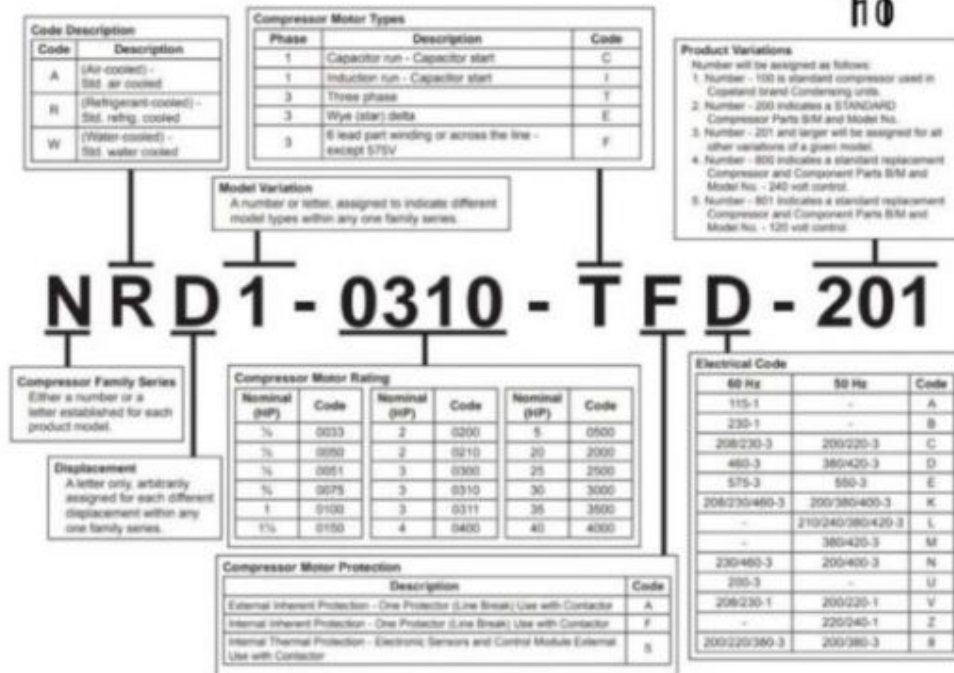 no
Code Description
Code Description
A (Air-cooled) - Std. air cooled
R (Refrigerant-cooled) - Std. refrig. cooled
W (Water-cooled) - Std. water cooled
Compressor Motor Types
Phase Description Code
1 Capacitor run - Capacitor start C
1 Induction run - Capacitor start I
3 Three phase T
3 Wye (star) delta E
3 6 lead part winding or across the line - except 575V F
Product Variations
Number will be assigned as follows:
1. Number - 100 is standard compressor used in
Copeland brand Condensing units.
2. Number - 200 indicates a STANDARD
Compressor Parts B/M and Model No.
3. Number - 201 and larger will be assigned for all
other variations of a given model.
4. Number - 800 indicates a standard replacement
Compressor and Component Parts B/M and
Model No. - 240 volt control.
5. Number - 801 indicates a standard replacement
Compressor and Component Parts B/M and
Model No. - 120 volt control.
Model Variation
A number or letter, assigned to indicate different
model types within any one family series.
NRD1-0310-TFD-201
Compressor Family Series
Either a number or a
letter established for each
product model.
Displacement
A letter only, arbitrarily
assigned for each different
displacement within any
one family series.
Compressor Motor Rating
Nominal (HP) Code Nominal (HP) Code Nominal (HP) Code
0033 2 0200 5 0500
0050 2 0210 20 2000
0051 3 0300 25 2500
0075 3 0310 30 3000
1 0100 3 0311 35 3500
1½ 0150 4 0400 40 4000
Compressor Motor Protection
Description Code
External Inherent Protection - One Protector (Line Break) Use with Contactor A
Internal Inherent Protection - One Protector (Line Break) Use with Contactor F
Internal Thermal Protection - Electronic Sensors and Control Module External
Use with Contactor S
Electrical Code
60 Hz 50 Hz Code
115-1 - A
230-1 - B
208/230-3 200/220-3 C
460-3 380/420-3 D
575-3 550-3 E
208/230/460-3 200/380/400-3 K
- 210/240/380/420-3 L
- 380/420-3 M
230/460-3 200/400-3 N
200-3 - U
208/230-1 200/220-1 V
- 220/240-1 Z
200/220/380-3 200/380-3 8